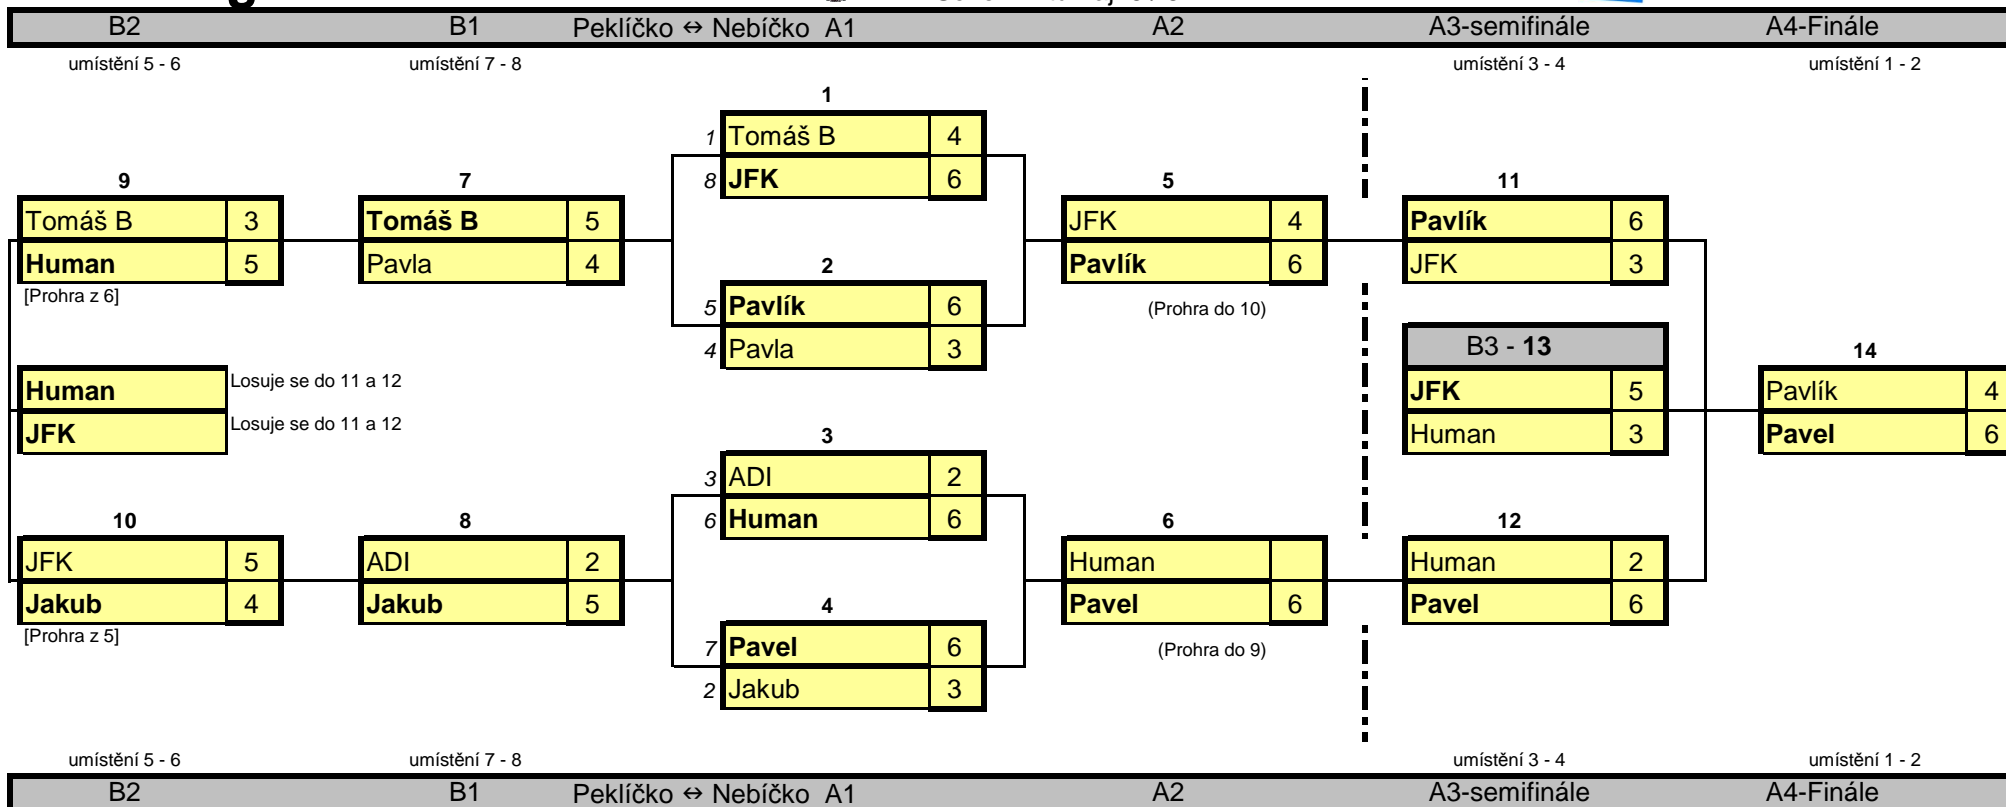 B2 B1 Peklíčko ⇔ Nebíčko A1 A2 A3-semifinále A4-Finále
umístění 5 - 6 umístění 7 - 8 umístění 3 - 4 umístění 1 - 2
1
1 Tomáš B 4
8 JFK 6
9 7 5 11
Tomáš B 3 Tomáš B 5 JFK 4 Pavlík 6
Human 5 Pavla 4 Pavlík 6 JFK 3
2
[Prohra z 6] (Prohra do 10)
5 Pavlík 6
4 Pavla 3
B3 - 13
14
Human Losuje se do 11 a 12 JFK 5 Pavlík 4
JFK Losuje se do 11 a 12 Human 3 Pavel 6
3
3 ADI 2
6 Human 6
10 8 6 12
JFK 5 ADI 2 Human Human 2
Jakub 4 Jakub 5 Pavel 6 Pavel 6
4
[Prohra z 5] (Prohra do 9)
7 Pavel 6
2 Jakub 3
umístění 5 - 6 umístění 7 - 8 umístění 3 - 4 umístění 1 - 2
B2 B1 Peklíčko ⇔ Nebíčko A1 A2 A3-semifinále A4-Finále